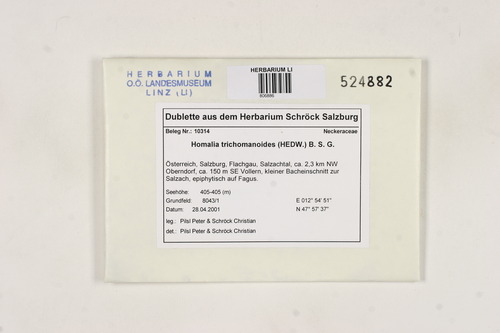 HERBARIUM
O.Ö. LANDESMUSEUM
LINZ (LI)
HERBARIUM LI
524882
Dublette aus dem Herbarium Schröck Salzburg
Beleg Nr.: 10314 Neckeraceae
Homalia trichomanoides (HEDW.) B. S. G.
Österreich, Salzburg, Flachgau, Salzachtal, ca. 2,3 km NW
Oberndorf, ca. 150 m SE Vollern, kleiner Bacheinschnitt zur
Salzach, epiphytisch auf Fagus.
Seehöhe: 405-405 (m)
Grundfeld: 8043/1 E 012° 54' 51"
Datum: 28.04.2001 N 47° 57' 37"
leg.: Pilsl Peter & Schröck Christian
det.: Pilsl Peter & Schröck Christian